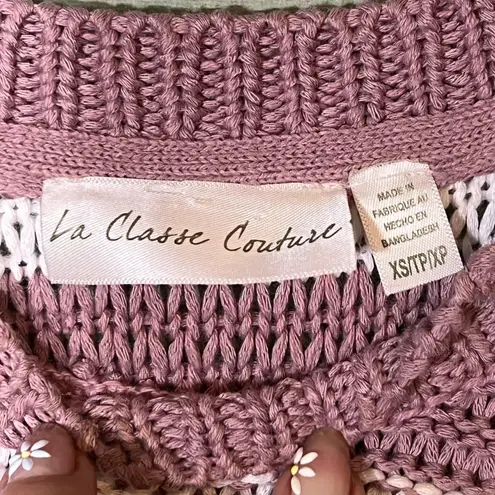 La Classe Couture
MADE IN
FABRIQUE AU
HECHO EN
BANGLADESH
XS/TP/XP